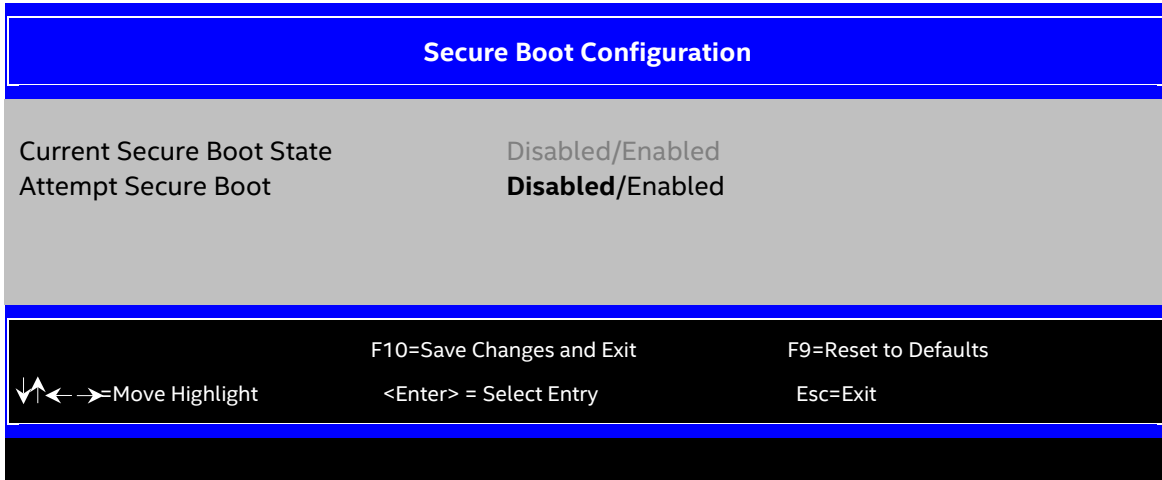 Secure Boot Configuration
Current Secure Boot State Disabled/Enabled
Attempt Secure Boot Disabled/Enabled
F10=Save Changes and Exit F9=Reset to Defaults
↓↑←→=Move Highlight <Enter> = Select Entry Esc=Exit